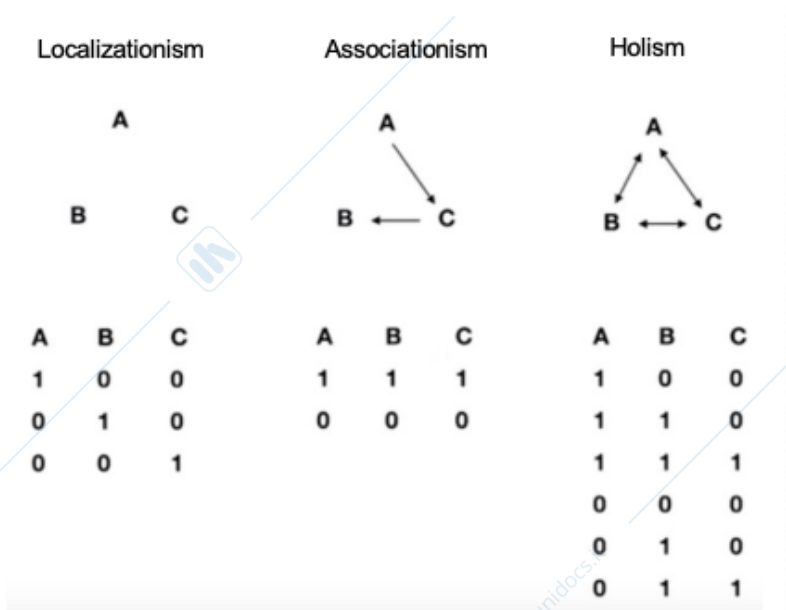 Localizationism
A
B C
A B C
1 0 0
0 1 0
0 0 1
Associationism
A
B C
A B C
1 1 1
0 0 0
Holism
A
B C
A B C
1 0 0
1 1 0
1 1 1
0 0 0
0 1 0
0 1 1